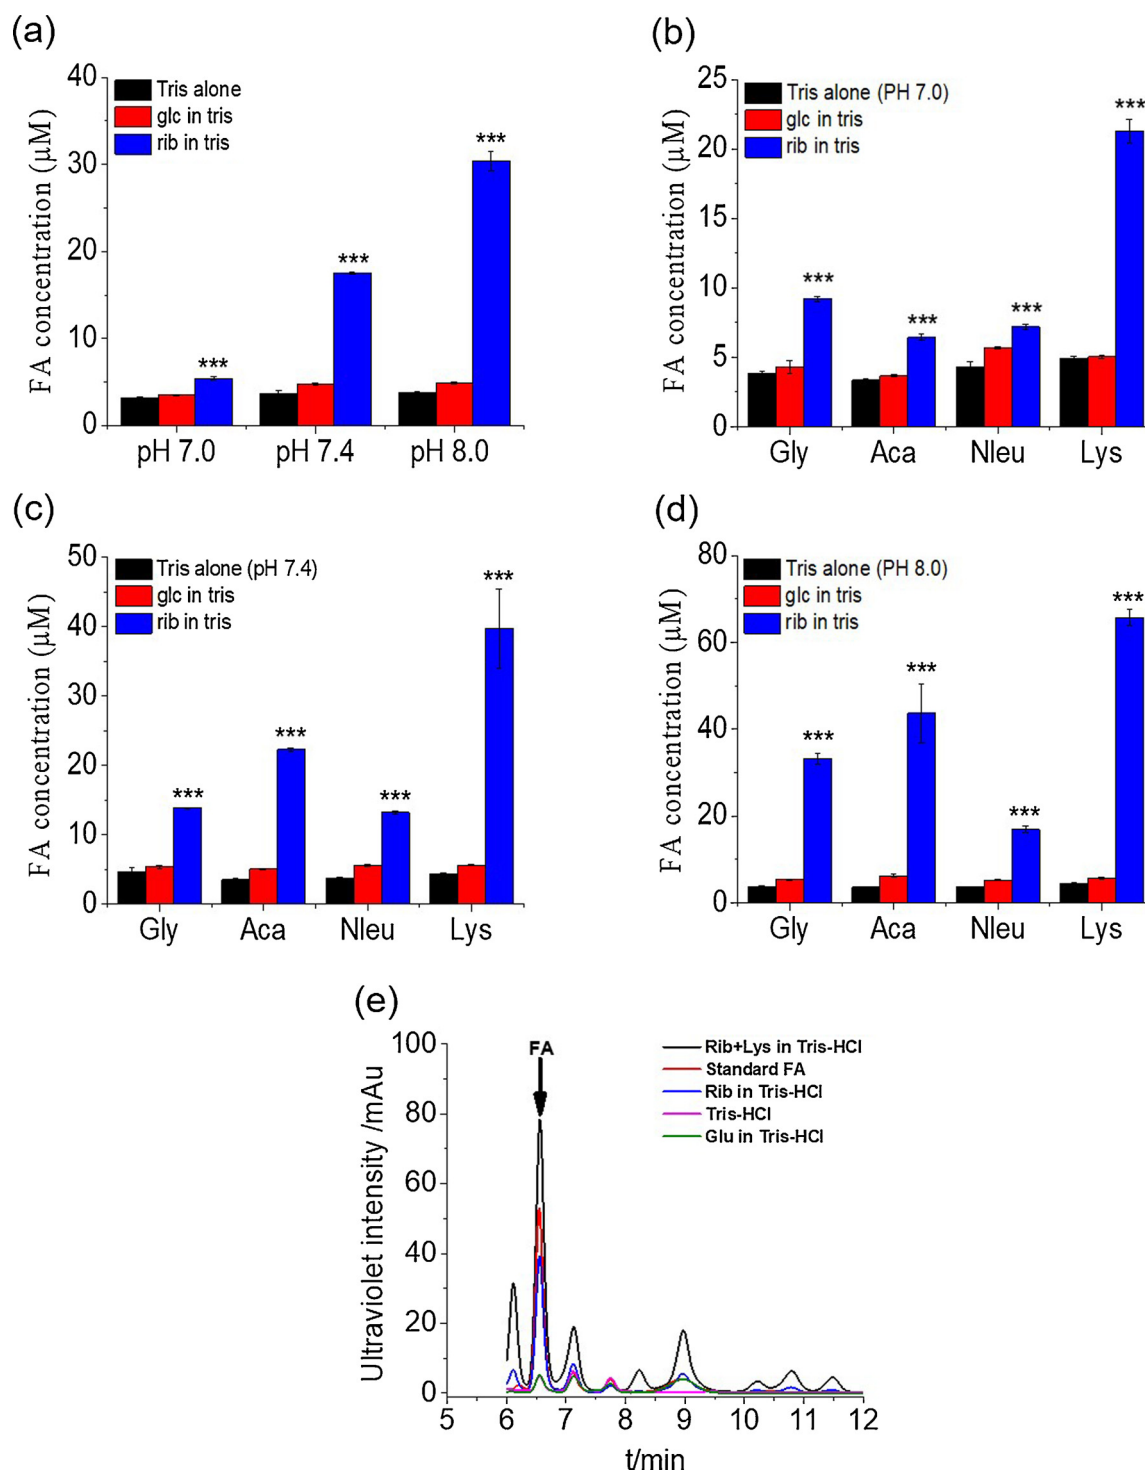 (a)
40
30
20
10
0
FA concentration (μM)
Tris alone
glc in tris
rib in tris
***
***
***
pH 7.0 pH 7.4 pH 8.0
(b)
25
20
15
10
5
0
FA concentration (μM)
Tris alone (PH 7.0)
glc in tris
rib in tris
***
***
***
***
Gly Aca Nleu Lys
(c)
50
40
30
20
10
0
FA concentration (μM)
Tris alone (pH 7.4)
glc in tris
rib in tris
***
***
***
***
Gly Aca Nleu Lys
(d)
80
60
40
20
0
FA concentration (μM)
Tris alone (PH 8.0)
glc in tris
rib in tris
***
***
***
***
Gly Aca Nleu Lys
(e)
100
80
60
40
20
0
Ultraviolet intensity /mAu
FA
Rib+Lys in Tris-HCl
Standard FA
Rib in Tris-HCl
Tris-HCl
Glu in Tris-HCl
5 6 7 8 9 10 11 12
t/min